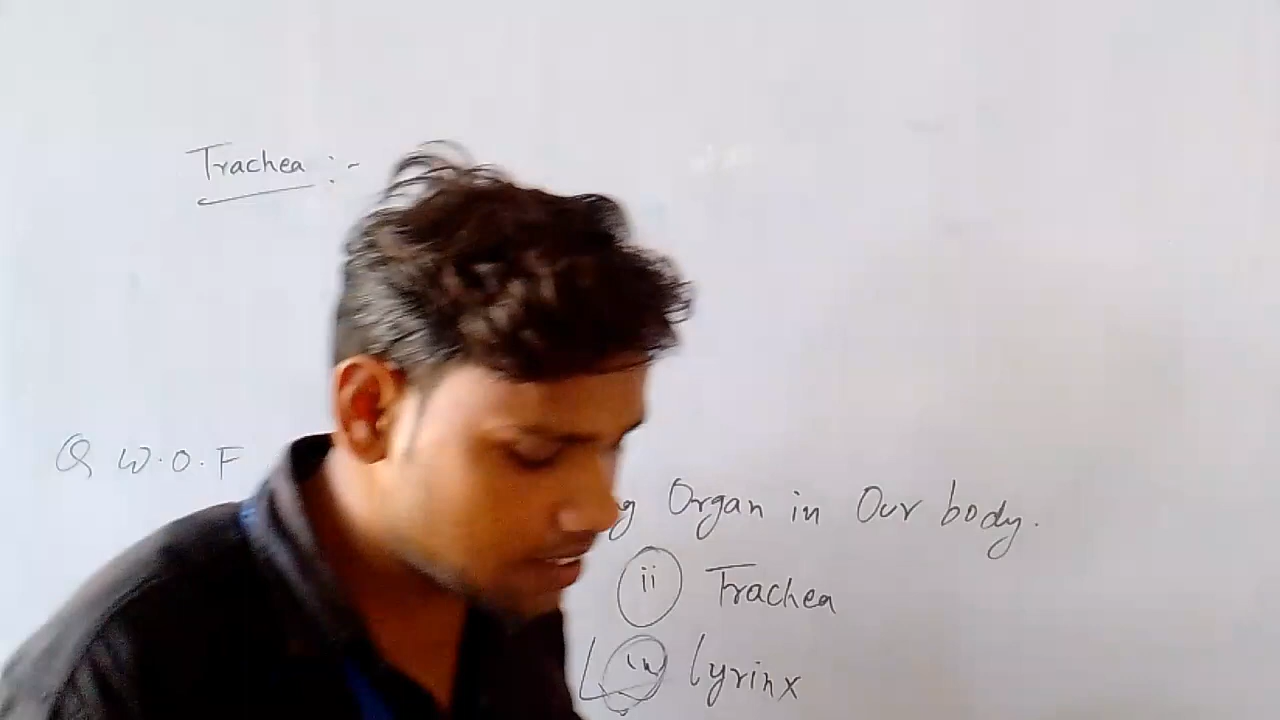 Trachea :-
Q W.O.F g Organ in Our body.
ii Trachea
iv lyrinx